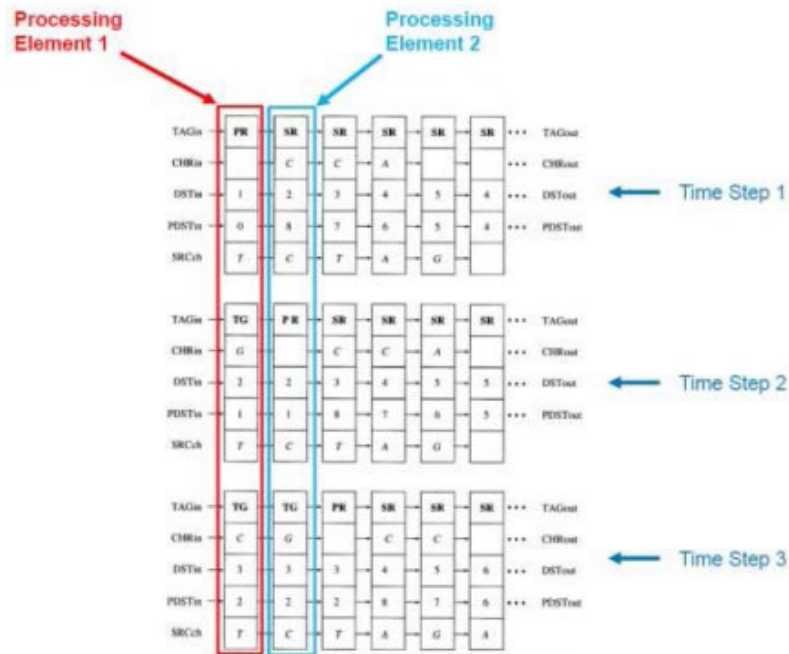 Processing
Element 1
Processing
Element 2
TAGin PR SR SR SR SR SR ••• TAGout
CHRin C C A ••• CHRout
DSTin 1 2 3 4 5 4 ••• DSTout
PDSTin 0 8 7 6 5 4 ••• PDSTout
SRCch T C T A G
Time Step 1
TAGin TG PR SR SR SR SR ••• TAGout
CHRin G C C A ••• CHRout
DSTin 2 2 3 4 5 5 ••• DSTout
PDSTin 1 1 8 7 6 5 ••• PDSTout
SRCch T C T A G
Time Step 2
TAGin TG TG PR SR SR SR ••• TAGout
CHRin C G C C ••• CHRout
DSTin 3 3 3 4 5 6 ••• DSTout
PDSTin 2 2 2 8 7 6 ••• PDSTout
SRCch T C T A G A
Time Step 3